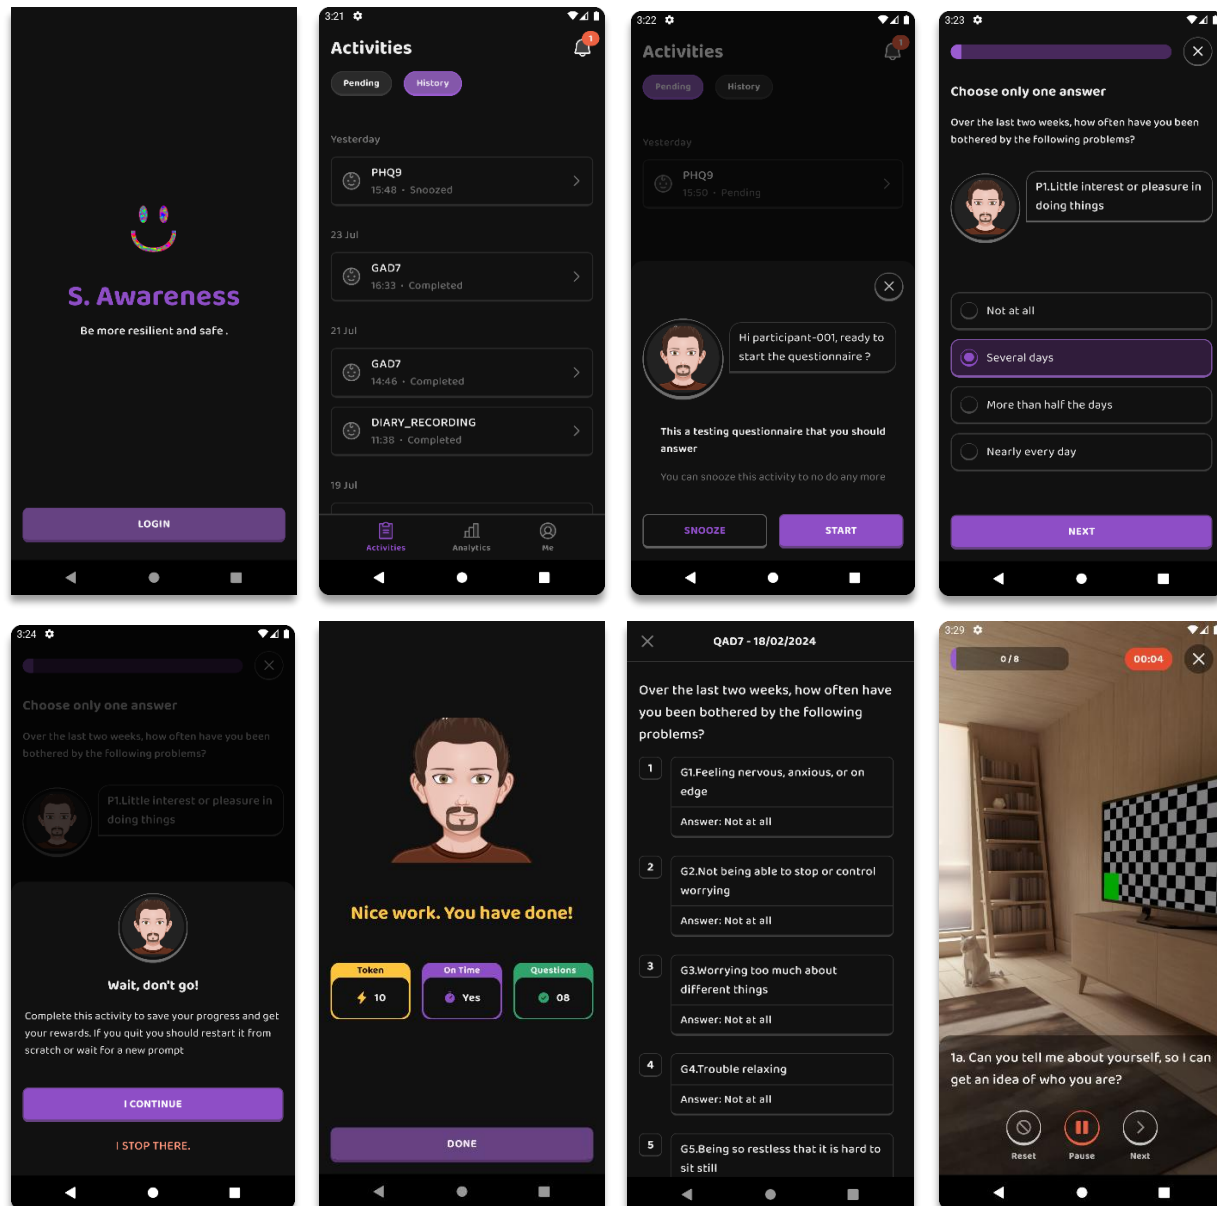 S. Awareness
Be more resilient and safe .
LOGIN
3:21
Activities
1
Pending
History
Yesterday
PHQ9
15:48 • Snoozed
23 Jul
GAD7
16:33 • Completed
21 Jul
GAD7
14:46 • Completed
DIARY_RECORDING
11:38 • Completed
19 Jul
Activities
Analytics
Me
3:22
Activities
1
Pending
History
Yesterday
PHQ9
15:50 • Pending
Hi participant-001, ready to
start the questionnaire ?
This a testing questionnaire that you should
answer
You can snooze this activity to no do any more
SNOOZE
START
3:23
Choose only one answer
Over the last two weeks, how often have you been
bothered by the following problems?
P1.Little interest or pleasure in
doing things
Not at all
Several days
More than half the days
Nearly every day
NEXT
3:24
Choose only one answer
Over the last two weeks, how often have you been
bothered by the following problems?
P1.Little interest or pleasure in
doing things
Wait, don't go!
Complete this activity to save your progress and get
your rewards. If you quit you should restart it from
scratch or wait for a new prompt
I CONTINUE
I STOP THERE.
Nice work. You have done!
Token
10
On Time
Yes
Questions
08
DONE
QAD7 - 18/02/2024
Over the last two weeks, how often have
you been bothered by the following
problems?
1
G1.Feeling nervous, anxious, or on
edge
Answer: Not at all
2
G2.Not being able to stop or control
worrying
Answer: Not at all
3
G3.Worrying too much about
different things
Answer: Not at all
4
G4.Trouble relaxing
Answer: Not at all
5
G5.Being so restless that it is hard to
sit still
3:29
0/8
00:04
1a. Can you tell me about yourself, so I can
get an idea of who you are?
Reset
Pause
Next